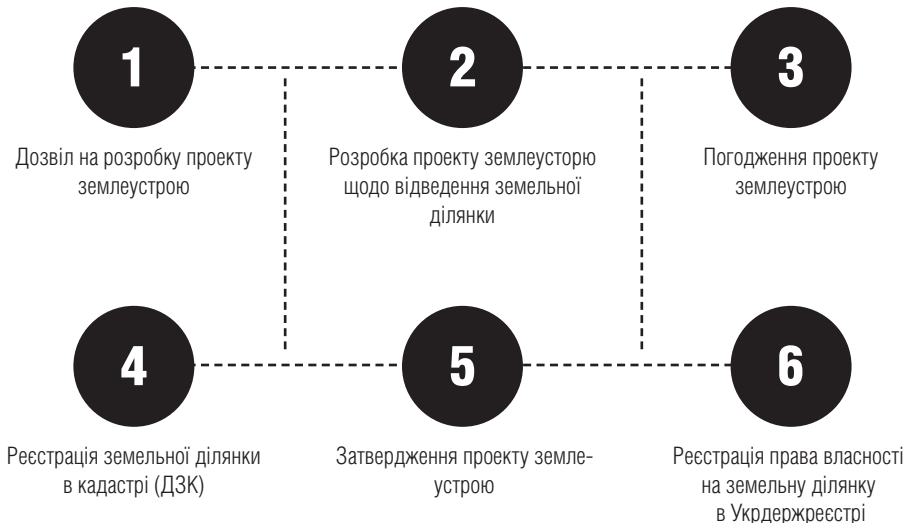 1
Дозвіл на розробку проекту
землеустрою
2
Розробка проекту землеусторю
щодо відведення земельної
ділянки
3
Погодження проекту
землеустрою
4
Реєстрація земельної ділянки
в кадастрі (ДЗК)
5
Затвердження проекту земле-
устрою
6
Реєстрація права власності
на земельну ділянку
в Укрдержреєстрі